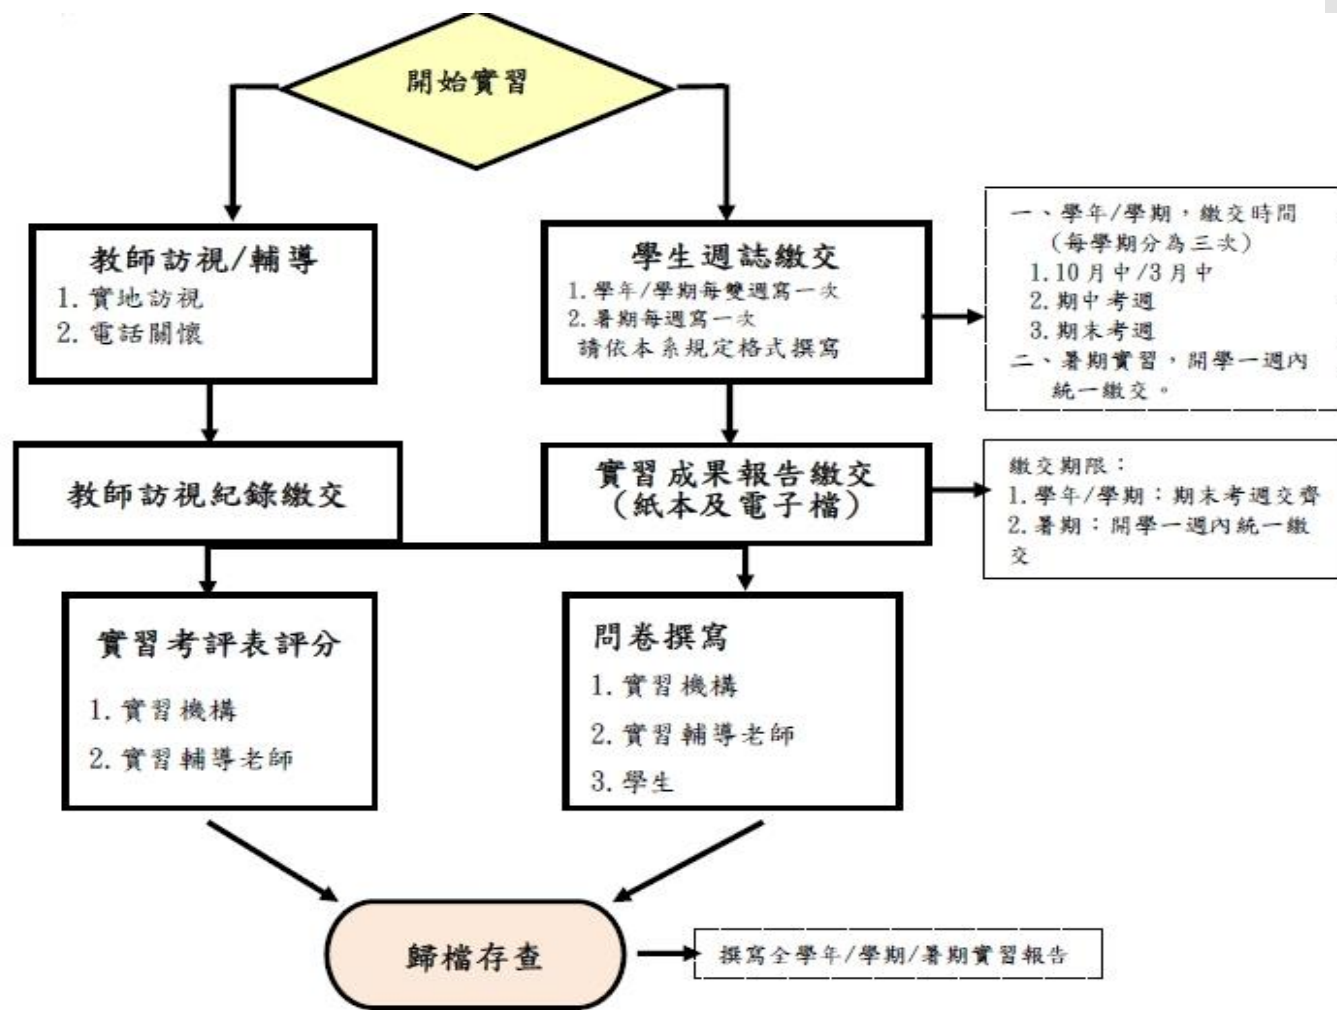 開始實習
教師訪視/輔導
1. 實地訪視
2. 電話關懷
學生週誌繳交
1. 學年/學期每雙週寫一次
2. 暑期每週寫一次
請依本系規定格式撰寫
一、學年/學期，繳交時間
(每學期分為三次)
1. 10月中/3月中
2. 期中考週
3. 期末考週
二、暑期實習，開學一週內
統一繳交。
教師訪視紀錄繳交
實習成果報告繳交
(紙本及電子檔)
繳交期限：
1. 學年/學期：期末考週交齊
2. 暑期：開學一週內統一繳
交
實習考評表評分
1. 實習機構
2. 實習輔導老師
問卷撰寫
1. 實習機構
2. 實習輔導老師
3. 學生
歸檔存查
撰寫全學年/學期/暑期實習報告